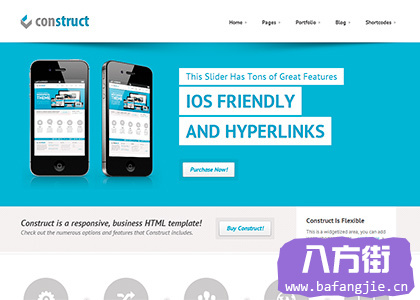 construct
Home Pages Portfolio Blog Shortcodes
This Slider Has Tons of Great Features
IOS FRIENDLY
AND HYPERLINKS
Purchase Now!
Construct is a responsive, business HTML template!
Check out the numerous options and features that Construct includes.
Buy Construct!
Construct Is Flexible
This is a widgetized area, you can add
八方街
www.bafangjie.cn